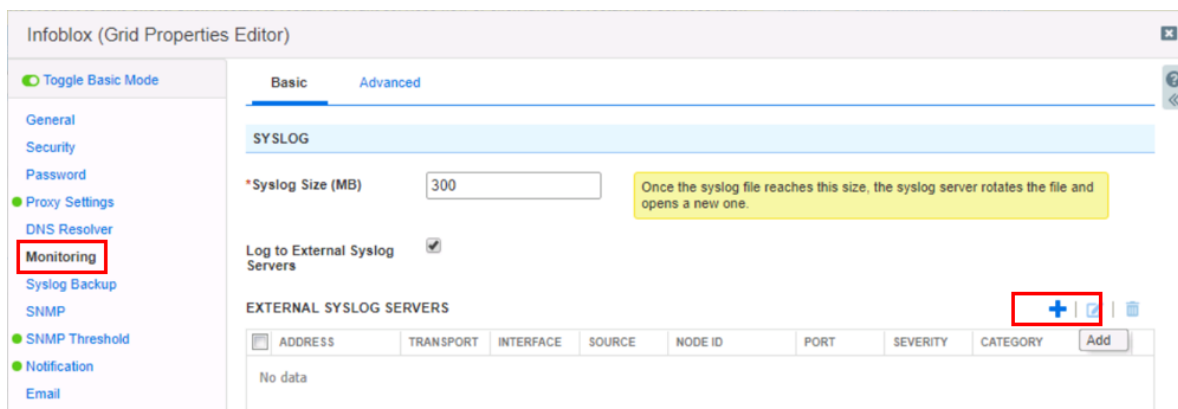 Infoblox (Grid Properties Editor)
Toggle Basic Mode
General
Security
Password
Proxy Settings
DNS Resolver
Monitoring
Syslog Backup
SNMP
SNMP Threshold
Notification
Email
Basic Advanced
SYSLOG
*Syslog Size (MB) 300
Once the syslog file reaches this size, the syslog server rotates the file and
opens a new one.
Log to External Syslog
Servers
EXTERNAL SYSLOG SERVERS
ADDRESS TRANSPORT INTERFACE SOURCE NODE ID PORT SEVERITY CATEGORY Add
No data